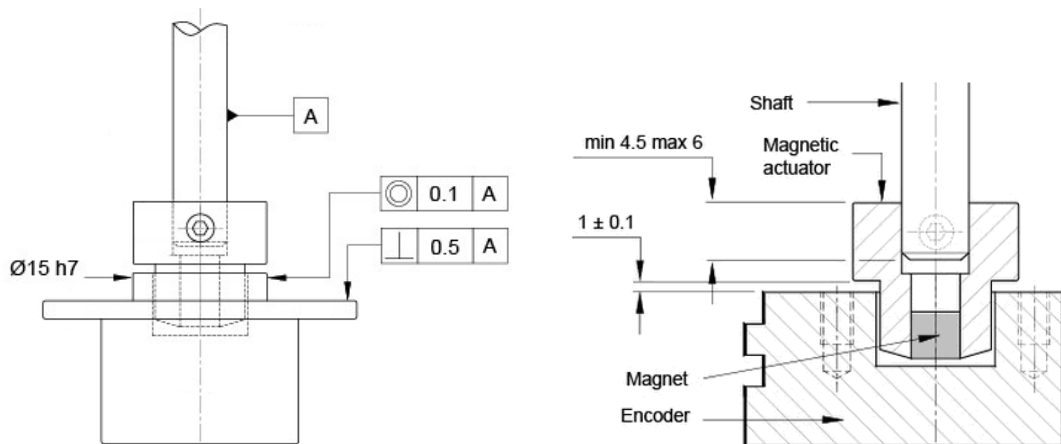 A
0.1 A
0.5 A
Ø15 h7
Shaft
min 4.5 max 6
Magnetic
actuator
1 ± 0.1
Magnet
Encoder